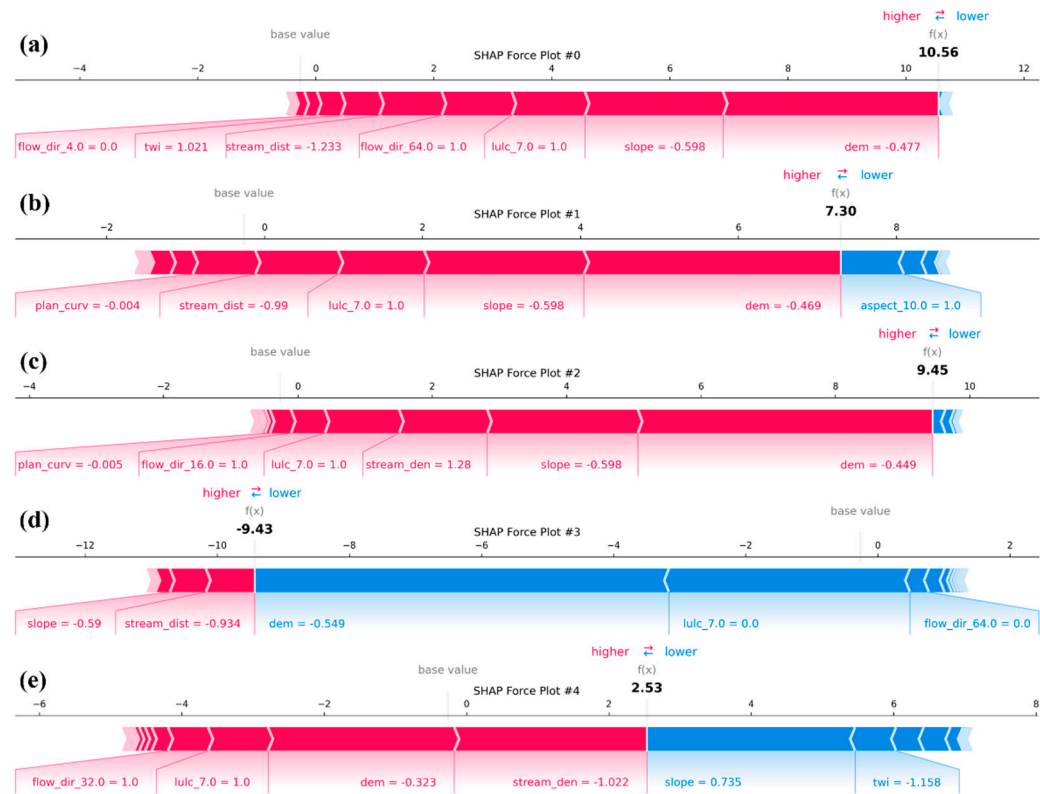 higher ⇄ lower
(a)
base value
f(x)
SHAP Force Plot #0
10.56
−4 −2 0 2 4 6 8 10 12
flow_dir_4.0 = 0.0 twi = 1.021 stream_dist = -1.233 flow_dir_64.0 = 1.0 lulc_7.0 = 1.0 slope = -0.598 dem = -0.477
higher ⇄ lower
(b)
base value
f(x)
SHAP Force Plot #1
7.30
−2 0 2 4 6 8
plan_curv = -0.004 stream_dist = -0.99 lulc_7.0 = 1.0 slope = -0.598 dem = -0.469 aspect_10.0 = 1.0
higher ⇄ lower
(c)
base value
f(x)
SHAP Force Plot #2
9.45
−4 −2 0 2 4 6 8 10
plan_curv = -0.005 flow_dir_16.0 = 1.0 lulc_7.0 = 1.0 stream_den = 1.28 slope = -0.598 dem = -0.449
higher ⇄ lower
(d)
f(x)
base value
-9.43
SHAP Force Plot #3
−12 −10 −8 −6 −4 −2 0 2
slope = -0.59 stream_dist = -0.934 dem = -0.549 lulc_7.0 = 0.0 flow_dir_64.0 = 0.0
higher ⇄ lower
(e)
base value
f(x)
SHAP Force Plot #4
2.53
−6 −4 −2 0 2 4 6 8
flow_dir_32.0 = 1.0 lulc_7.0 = 1.0 dem = -0.323 stream_den = -1.022 slope = 0.735 twi = -1.158